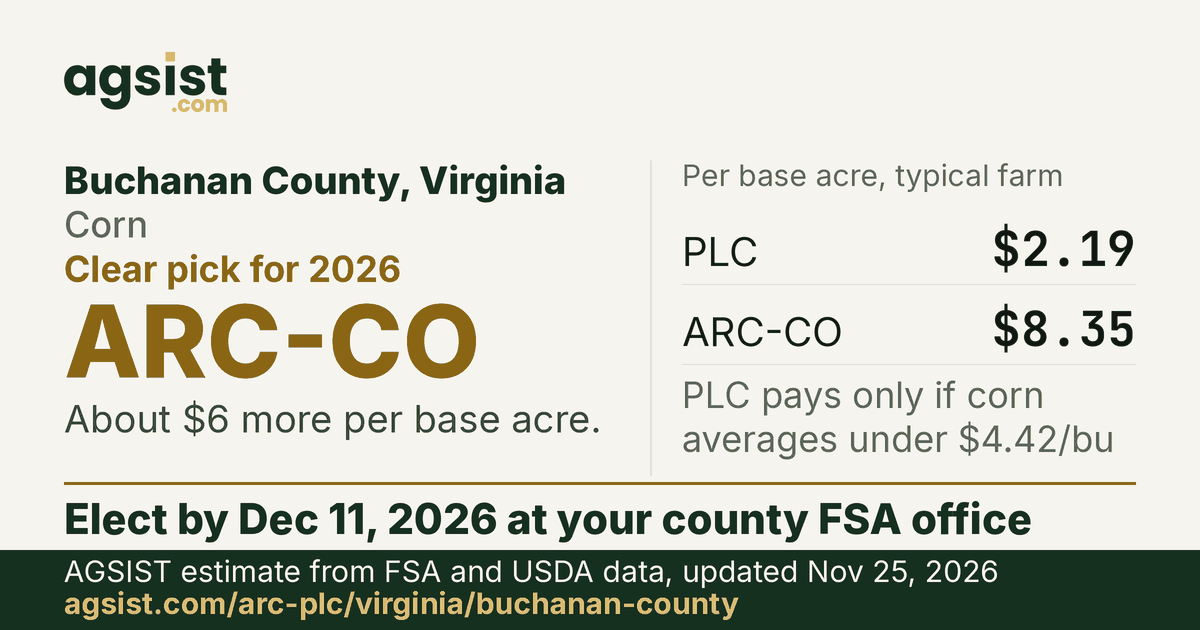 agsist
.com
Buchanan County, Virginia
Corn
Clear pick for 2026
ARC-CO
About $6 more per base acre.
Per base acre, typical farm
PLC $2.19
ARC-CO $8.35
PLC pays only if corn
averages under $4.42/bu
Elect by Dec 11, 2026 at your county FSA office
AGSIST estimate from FSA and USDA data, updated Nov 25, 2026
agsist.com/arc-plc/virginia/buchanan-county